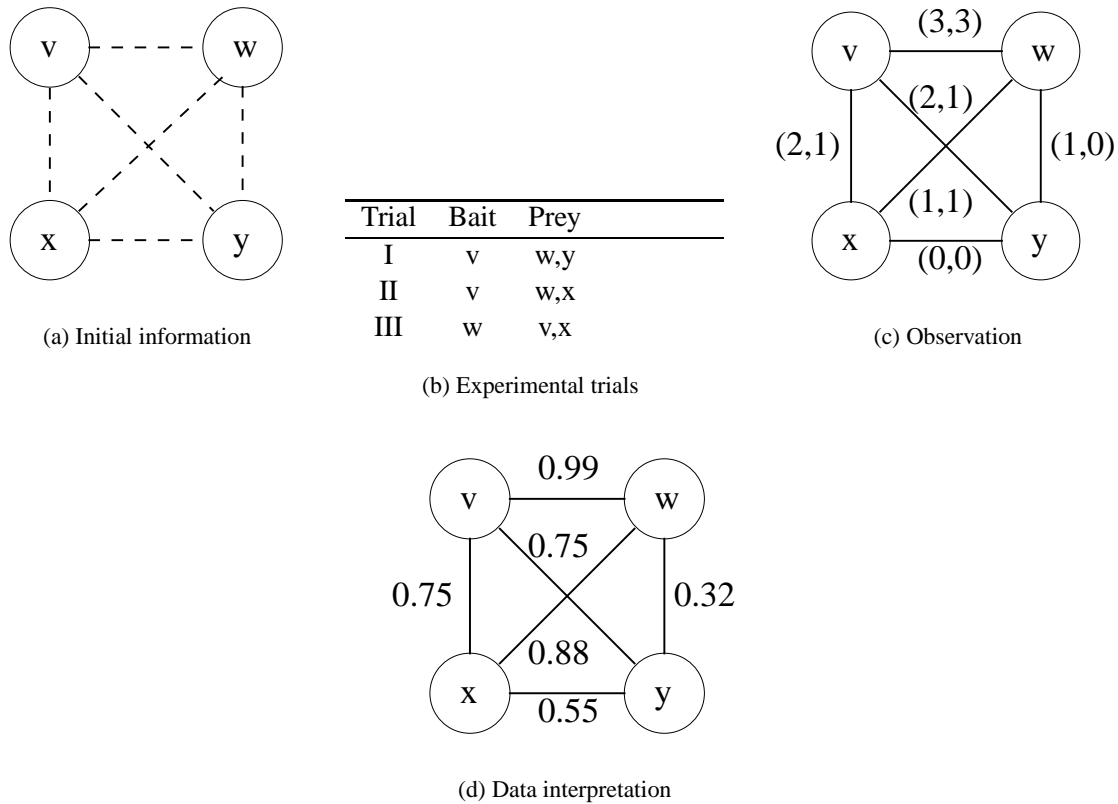 v w
x y
(a) Initial information
Trial Bait Prey
I v w,y
II v w,x
III w v,x
(b) Experimental trials
(3,3)
v w
(2,1)
(2,1) (1,0)
(1,1)
x y
(0,0)
(c) Observation
0.99
v w
0.75
0.75 0.32
0.88
x y
0.55
(d) Data interpretation